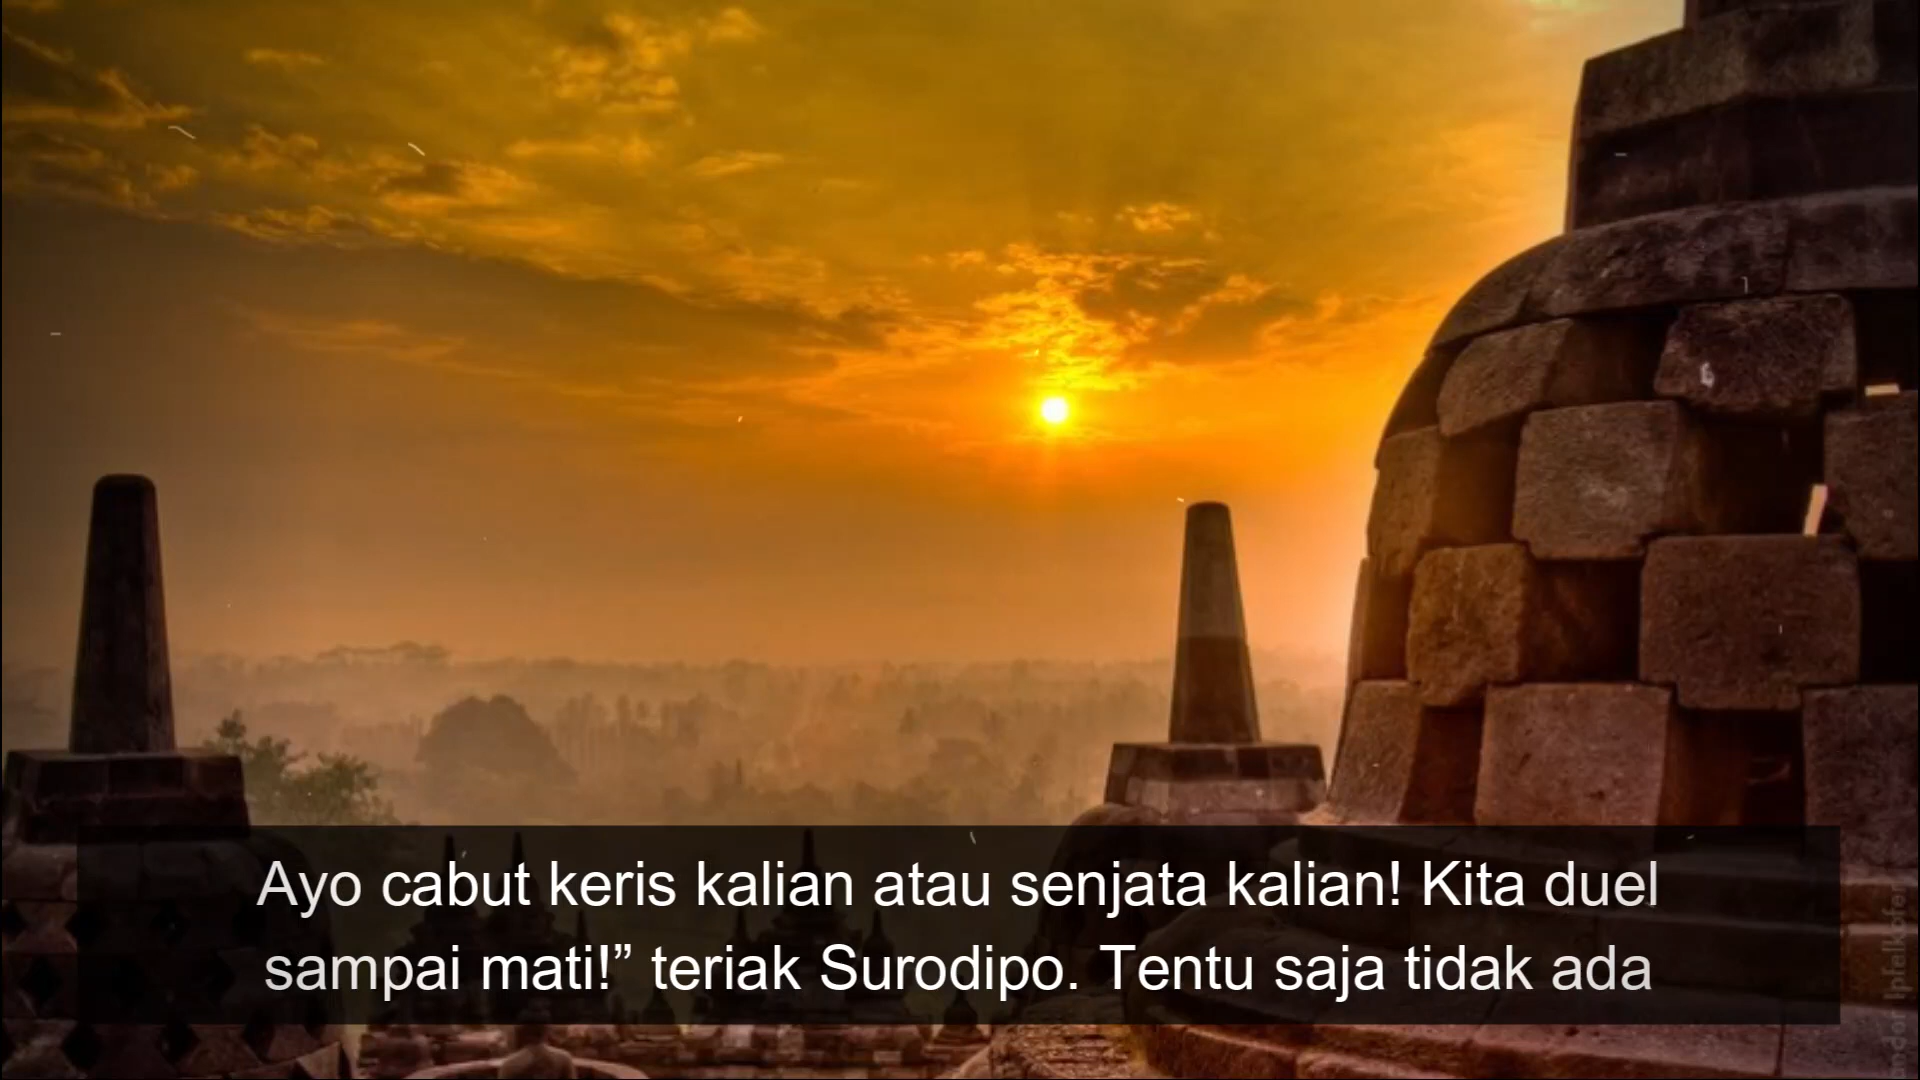 Ayo cabut keris kalian atau senjata kalian! Kita duel
sampai mati!” teriak Surodipo. Tentu saja tidak ada